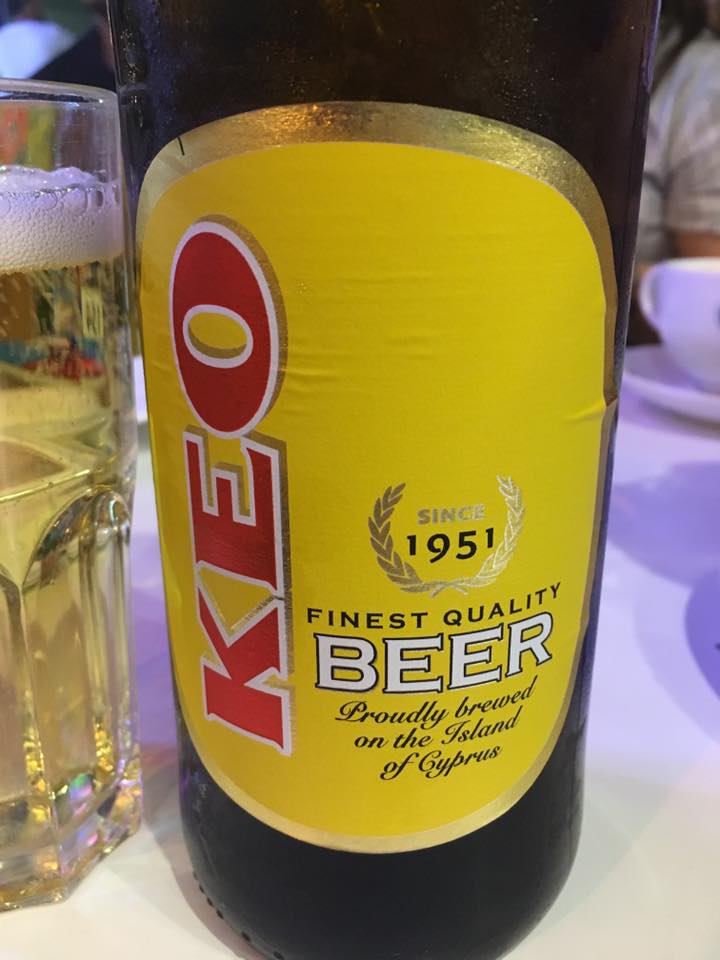 KEO
SINCE
1951
FINEST QUALITY
BEER
Proudly brewed
on the Island
of Cyprus